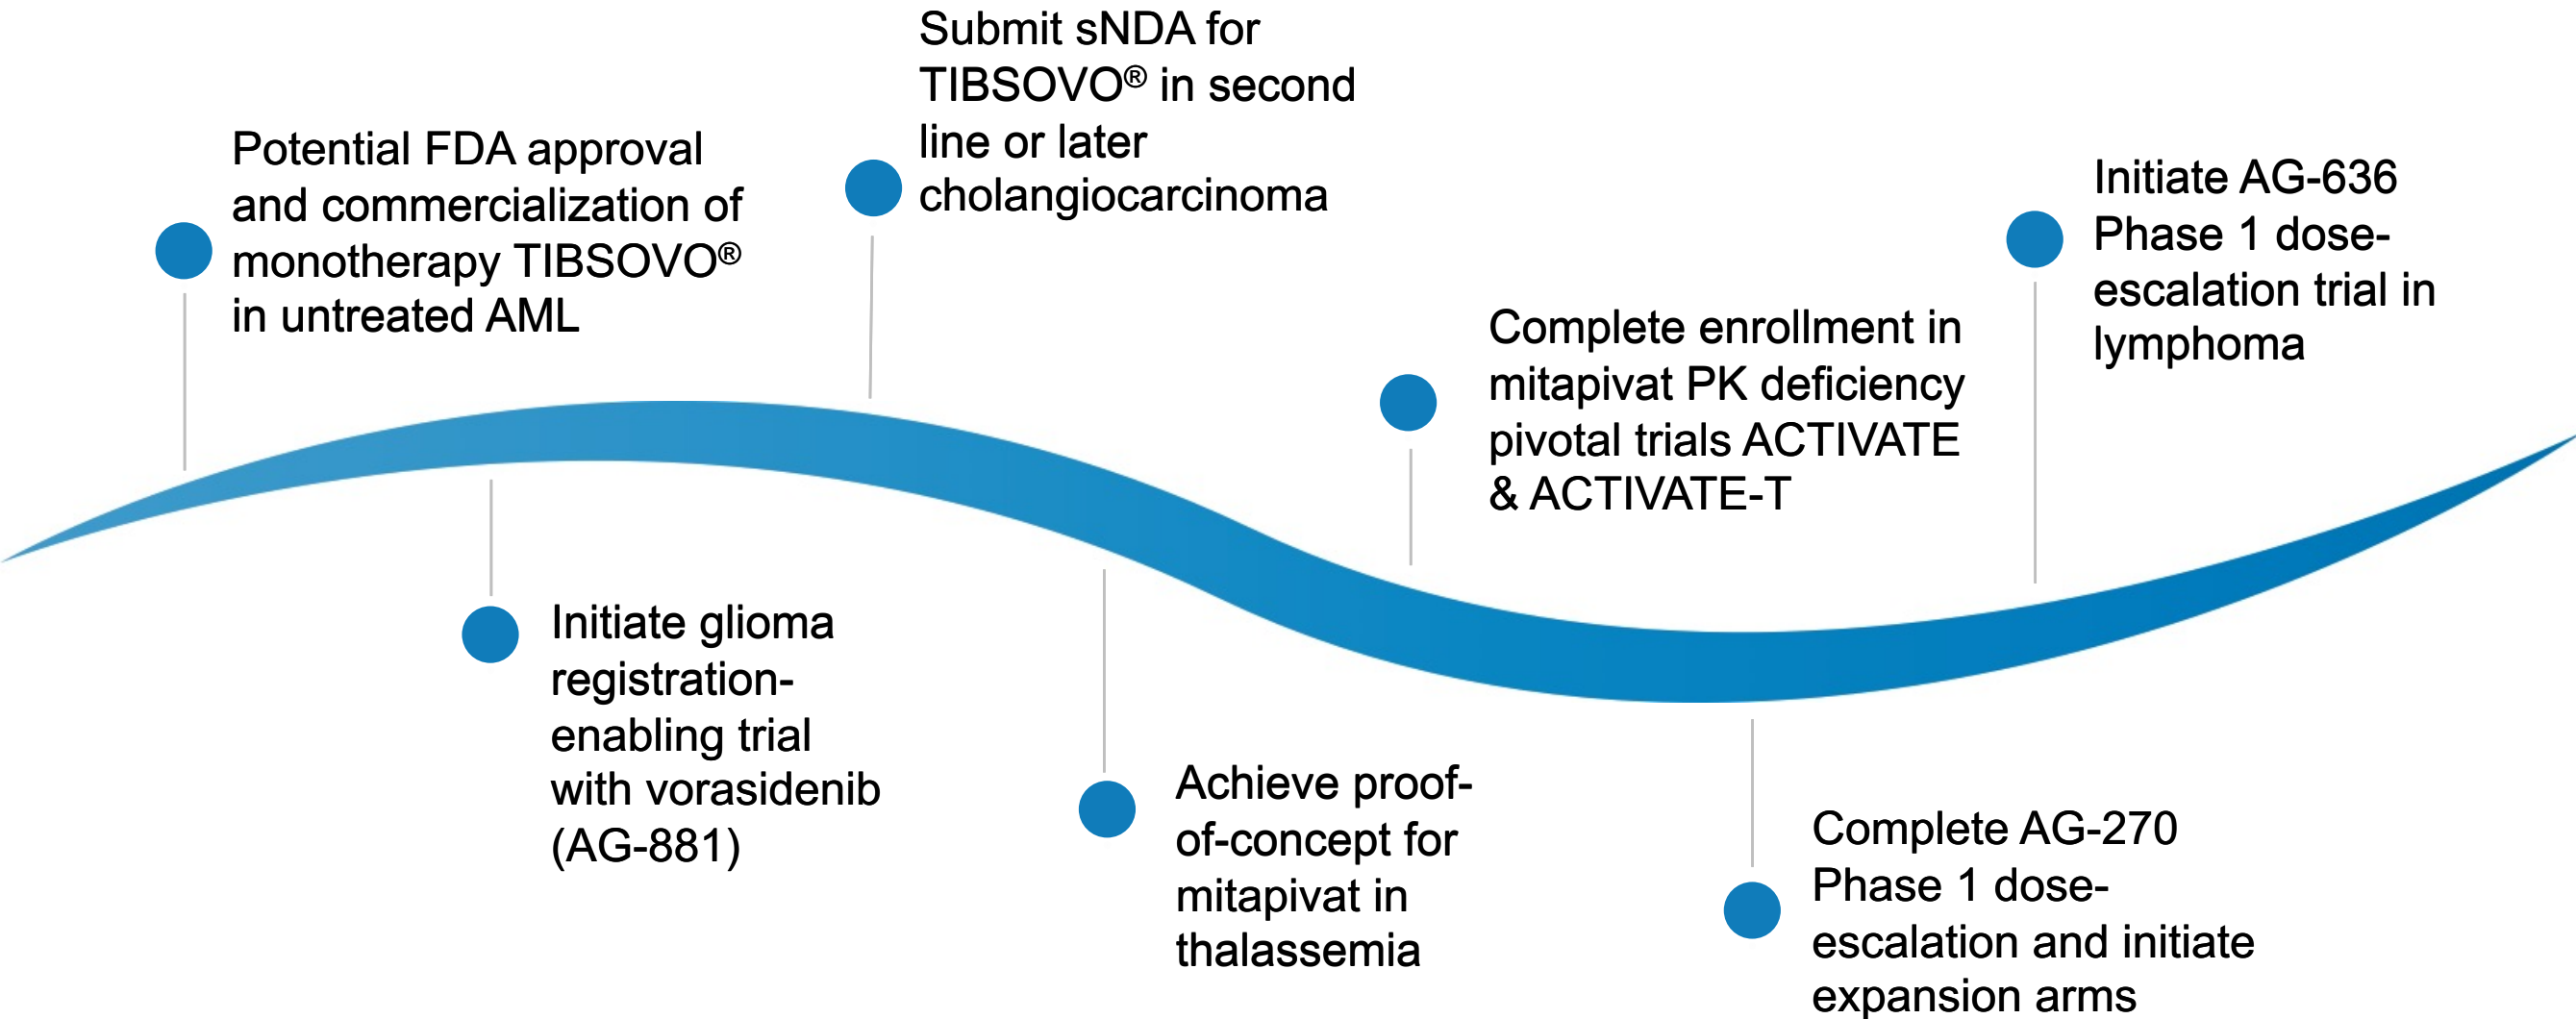 Potential FDA approval
and commercialization of
monotherapy TIBSOVO®
in untreated AML
Initiate glioma
registration-
enabling trial
with vorasidenib
(AG-881)
Submit sNDA for
TIBSOVO® in second
line or later
cholangiocarcinoma
Achieve proof-
of-concept for
mitapivat in
thalassemia
Complete enrollment in
mitapivat PK deficiency
pivotal trials ACTIVATE
& ACTIVATE-T
Complete AG-270
Phase 1 dose-
escalation and initiate
expansion arms
Initiate AG-636
Phase 1 dose-
escalation trial in
lymphoma